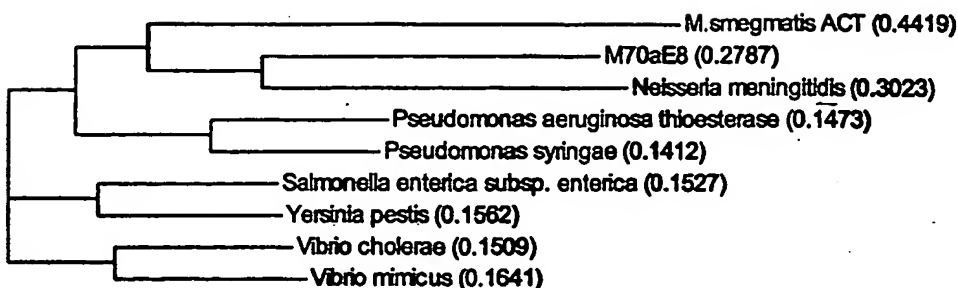 M.smegmatis ACT (0.4419)
M70aE8 (0.2787)
Neisseria meningitidis (0.3023)
Pseudomonas aeruginosa thioesterase (0.1473)
Pseudomonas syringae (0.1412)
Salmonella enterica subsp. enterica (0.1527)
Yersinia pestis (0.1562)
Vibrio cholerae (0.1509)
Vibrio mimicus (0.1641)